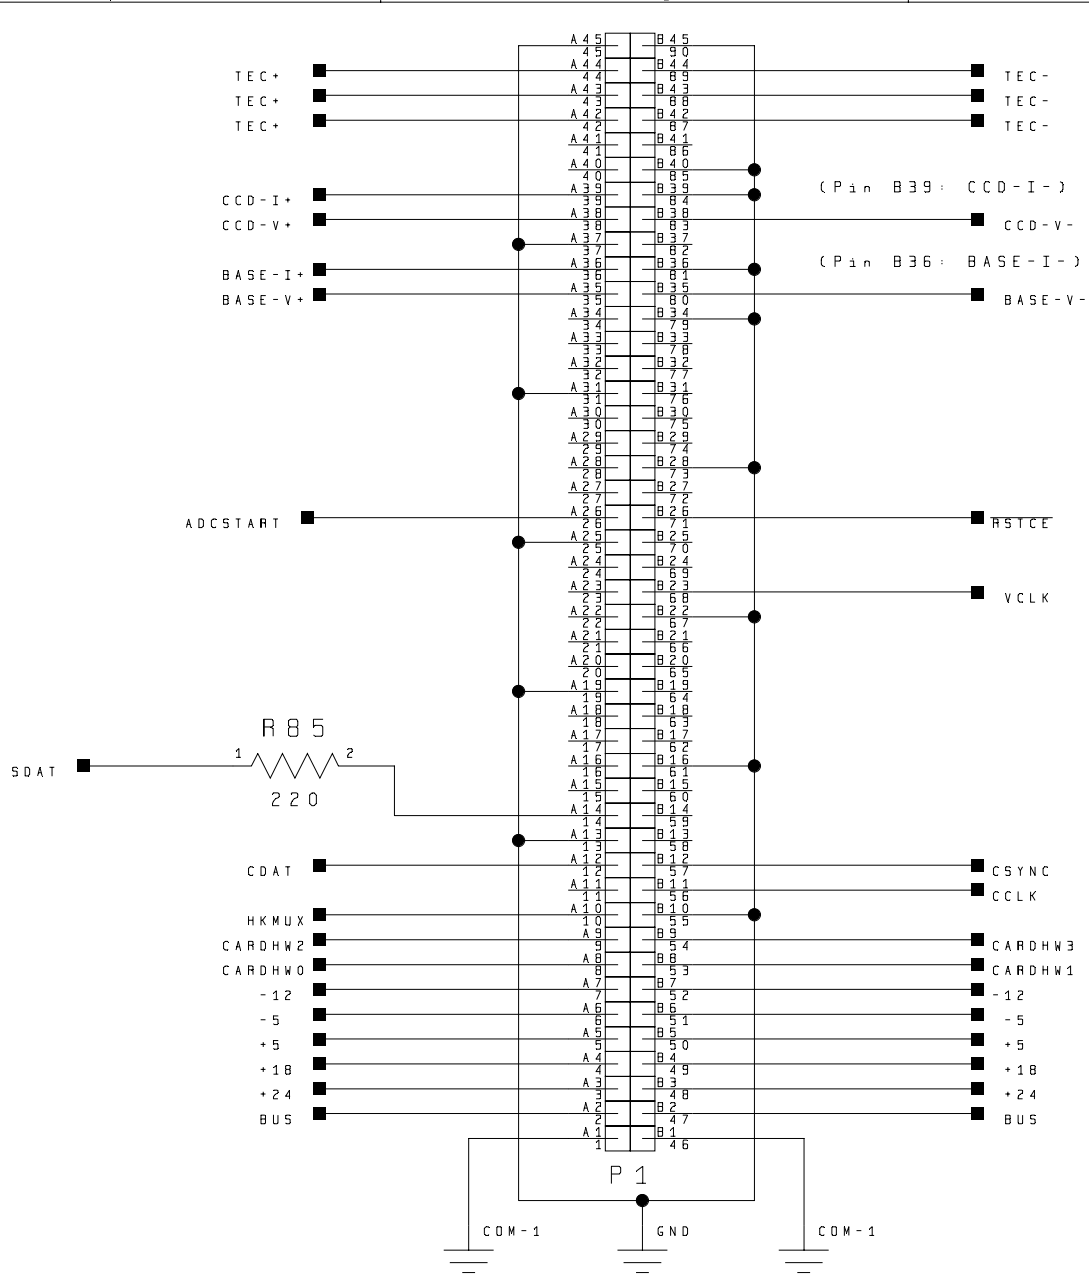 A45 B45
45 90
A44 B44
TEC+ 44 89 TEC-
A43 B43
TEC+ 43 88 TEC-
A42 B42
TEC+ 42 87 TEC-
A41 B41
41 86
A40 B40
40 85
A39 B39 (Pin B39: CCD-I-)
CCD-I+ 39 84
A38 B38
CCD-V+ 38 83 CCD-V-
A37 B37
37 82
A36 B36 (Pin B36: BASE-I-)
BASE-I+ 36 81
A35 B35
BASE-V+ 35 80 BASE-V-
A34 B34
34 79
A33 B33
33 78
A32 B32
32 77
A31 B31
31 76
A30 B30
30 75
A29 B29
29 74
A28 B28
28 73
A27 B27
27 72
A26 B26
ADCSTART 26 71 RSTCE
A25 B25
25 70
A24 B24
24 69
A23 B23
23 68 VCLK
A22 B22
22 67
A21 B21
21 66
A20 B20
20 65
A19 B19
19 64
A18 B18
18 63
R85
A17 B17
17 62
1 2
A16 B16
SDAT 16 61
A15 B15
220 15 60
A14 B14
14 59
A13 B13
13 58
A12 B12
CDAT 12 57 CSYNC
A11 B11
11 56 CCLK
A10 B10
HKMUX 10 55
A9 B9
CARDHW2 9 54 CARDHW3
A8 B8
CARDHW0 8 53 CARDHW1
A7 B7
-12 7 52 -12
A6 B6
-5 6 51 -5
A5 B5
+5 5 50 +5
A4 B4
+18 4 49 +18
A3 B3
+24 3 48 +24
A2 B2
BUS 2 47 BUS
A1 B1
1 46
P1
COM-1 GND COM-1